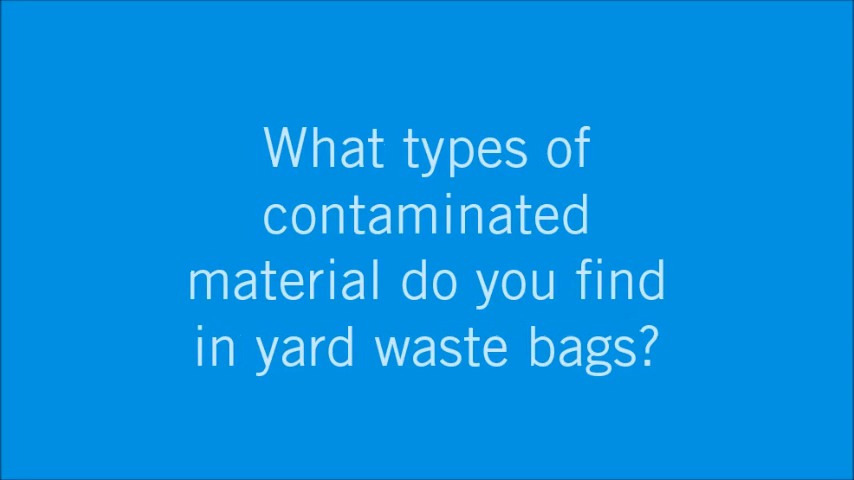 What types of
contaminated
material do you find
in yard waste bags?